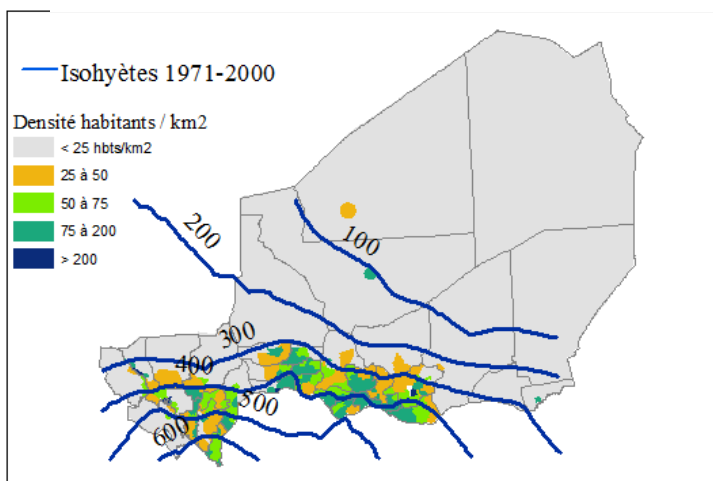 Isohyètes 1971-2000
Densité habitants / km2
< 25 hbts/km2
25 à 50
50 à 75
75 à 200
> 200
200
100
300
400
500
600